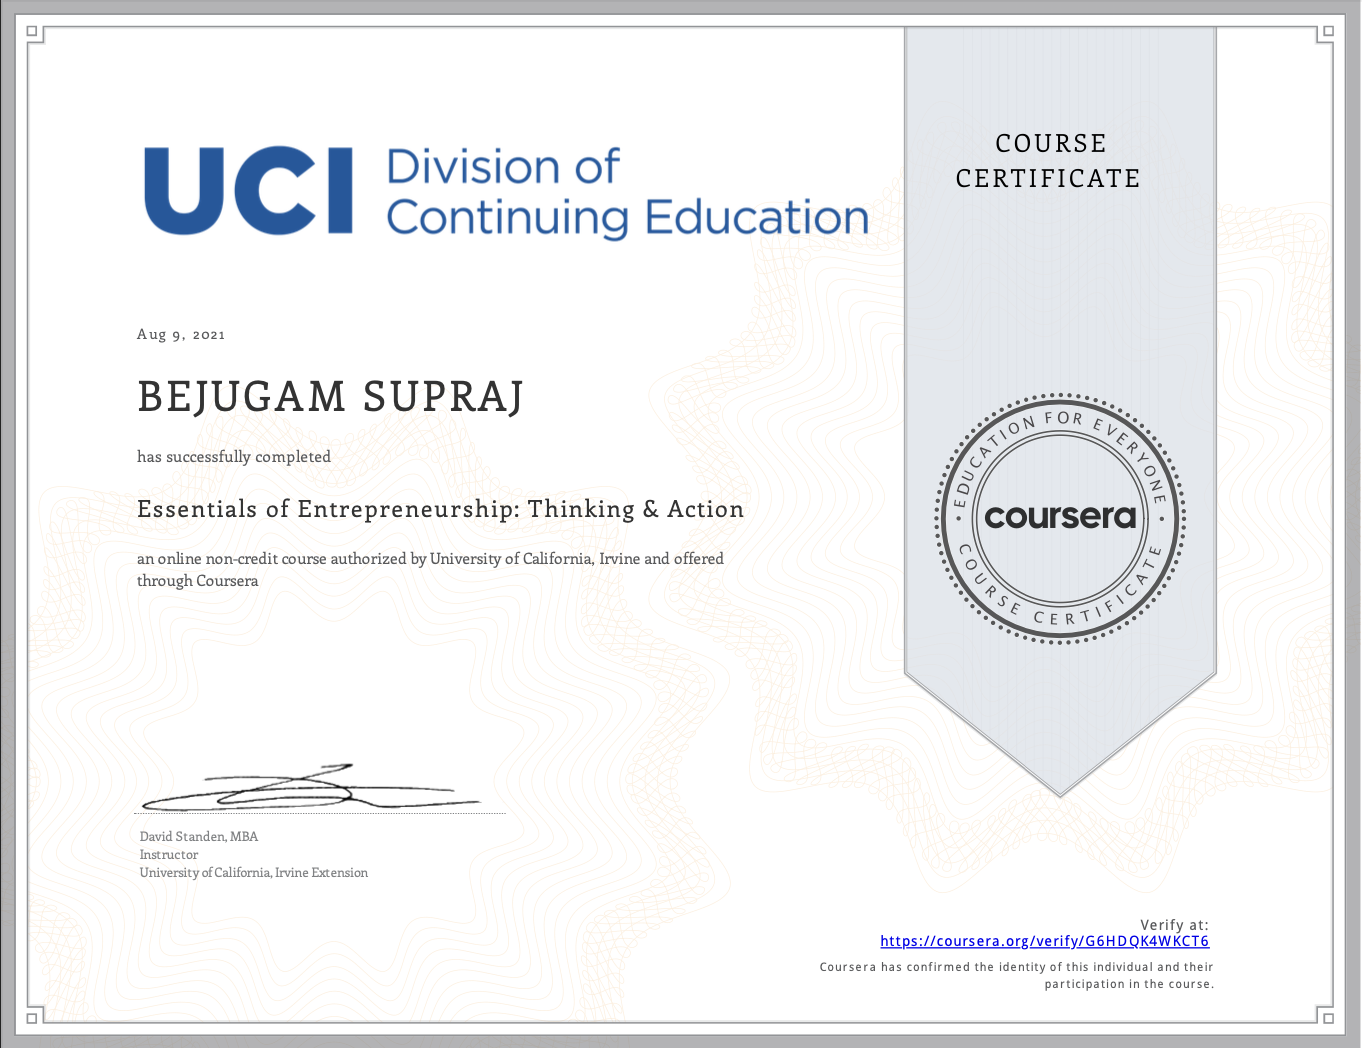 UCI Division of
Continuing Education
COURSE
CERTIFICATE
Aug 9, 2021
BEJUGAM SUPRAJ
has successfully completed
Essentials of Entrepreneurship: Thinking & Action
an online non-credit course authorized by University of California, Irvine and offered
through Coursera
EDUCATION FOR EVERYONE
coursera
COURSE CERTIFICATE
David Standen, MBA
Instructor
University of California, Irvine Extension
Verify at:
https://coursera.org/verify/G6HDQK4WKCT6
Coursera has confirmed the identity of this individual and their
participation in the course.